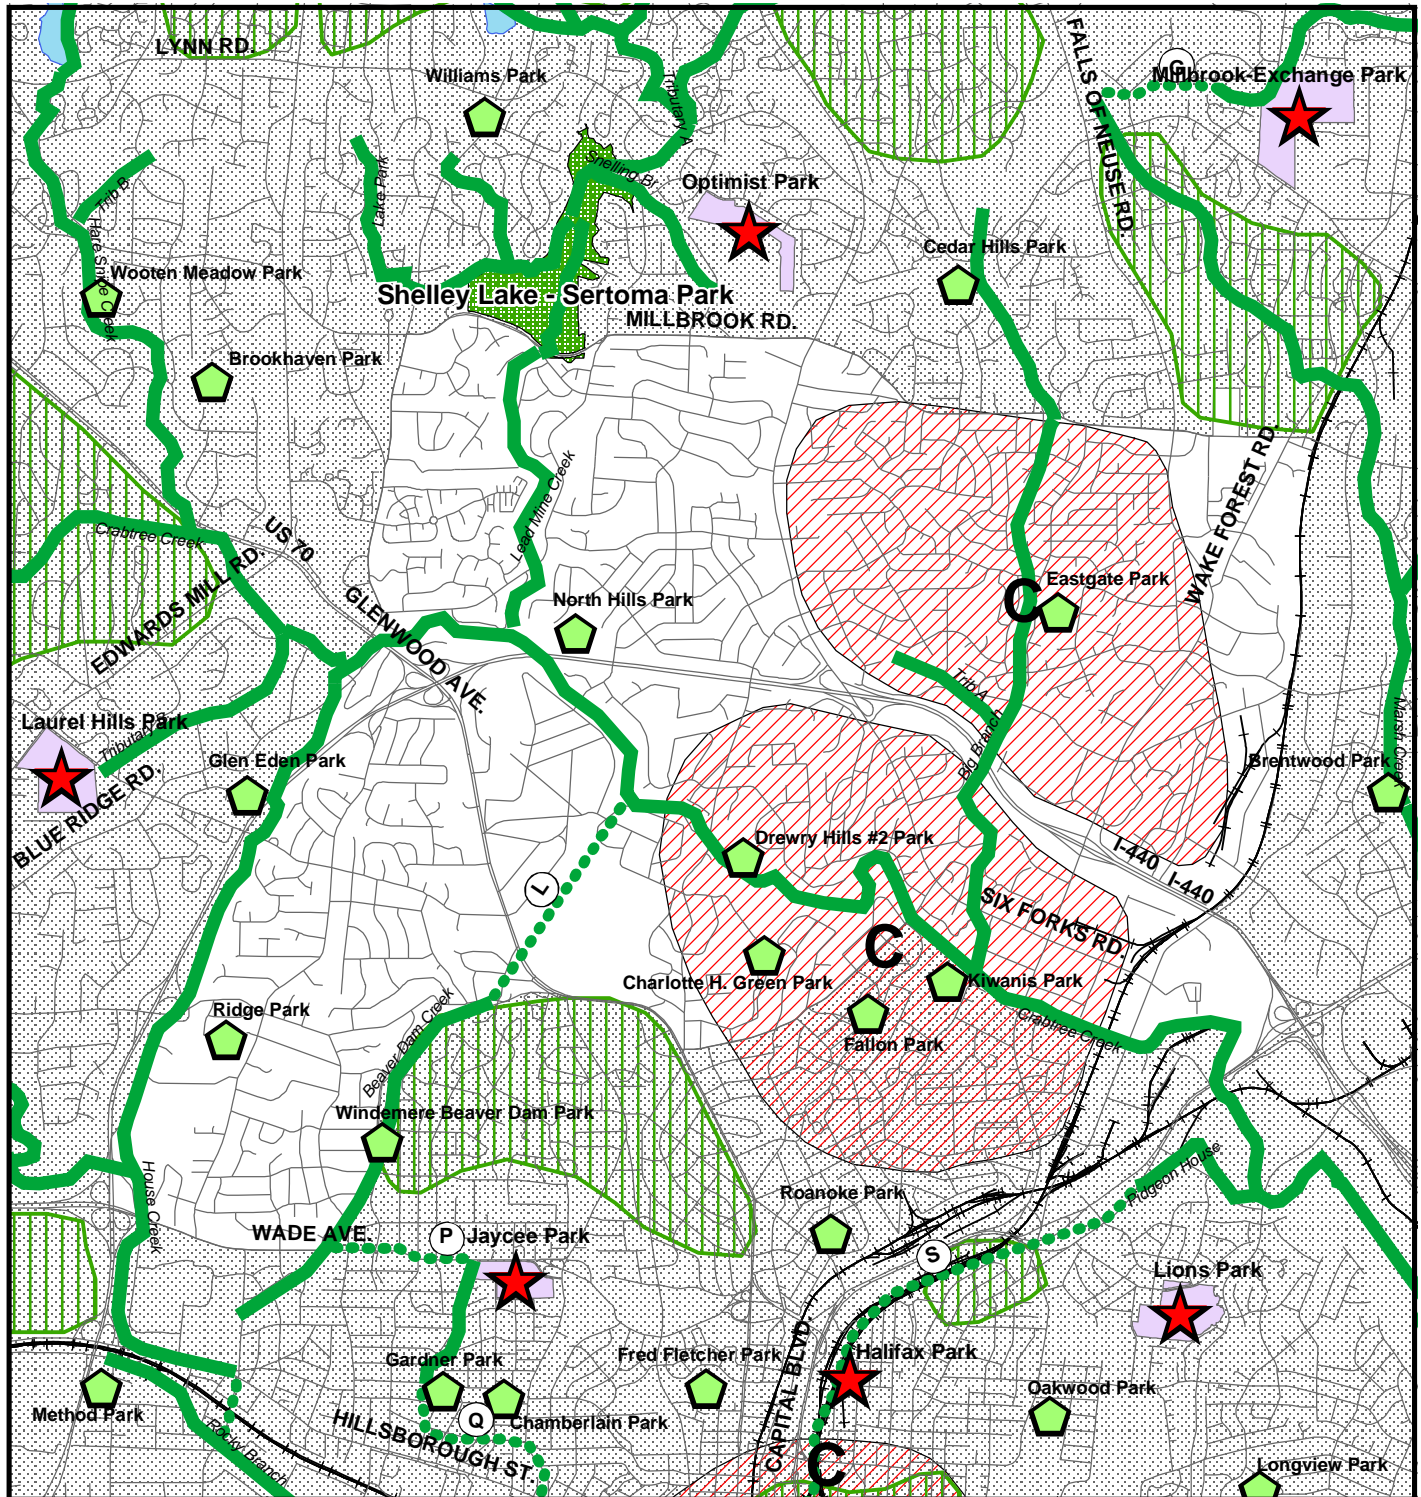 LYNN RD.
Williams Park
FALLS OF NEUSE RD.
G
Millbrook-Exchange Park
Tributary A
Snelling Br
Optimist Park
Lake Park
Trib B
Hare Snipe Creek
Wooten Meadow Park
Cedar Hills Park
Shelley Lake - Sertoma Park
MILLBROOK RD.
Brookhaven Park
WAKE FOREST RD.
Lead Mine Creek
Crabtree Creek
US 70
EDWARDS MILL RD.
GLENWOOD AVE.
North Hills Park
C
Eastgate Park
Trib A
Big Branch
Laurel Hills Park
Tributary
BLUE RIDGE RD.
Glen Eden Park
Marsh Creek
Brentwood Park
Drewry Hills #2 Park
I-440
I-440
L
SIX FORKS RD.
C
Charlotte H. Green Park
Kiwanis Park
Ridge Park
Beaver Dam Creek
Fallon Park
Crabtree Creek
Windemere Beaver Dam Park
House Creek
Pidgeon House
Roanoke Park
WADE AVE.
P
Jaycee Park
S
Lions Park
CAPITAL BLVD.
Gardner Park
Fred Fletcher Park
Halifax Park
Oakwood Park
Method Park
Q
Chamberlain Park
HILLSBOROUGH ST.
Rocky Branch
C
Longview Park